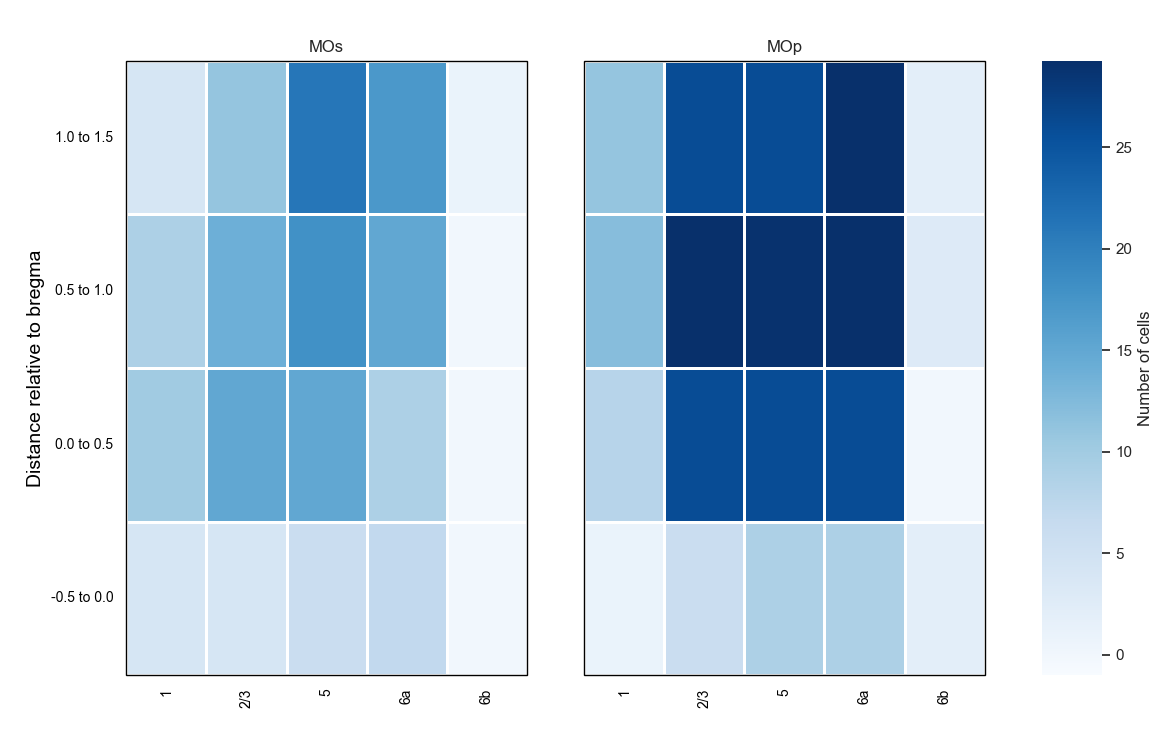 MOs
MOp
Distance relative to bregma
1.0 to 1.5
0.5 to 1.0
0.0 to 0.5
-0.5 to 0.0
1
2/3
5
6a
6b
1
2/3
5
6a
6b
25
20
15
10
5
0
Number of cells